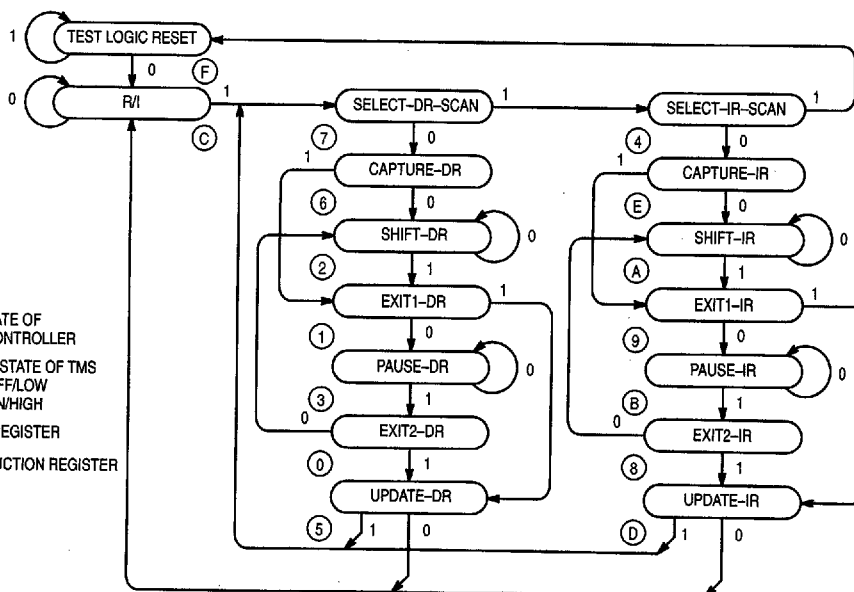 1
TEST LOGIC RESET
0
F
0
R/I
1
C
SELECT-DR-SCAN
1
SELECT-IR-SCAN
1
7
0
4
0
1
CAPTURE-DR
1
CAPTURE-IR
6
0
E
0
SHIFT-DR
0
SHIFT-IR
0
2
1
A
1
EXIT1-DR
1
EXIT1-IR
1
ATE OF
ONTROLLER
1
0
9
0
STATE OF TMS
FF/LOW
N/HIGH
PAUSE-DR
0
PAUSE-IR
0
3
1
B
1
EGISTER
0
EXIT2-DR
0
EXIT2-IR
UCTION REGISTER
0
1
8
1
UPDATE-DR
UPDATE-IR
5
1
0
D
1
0